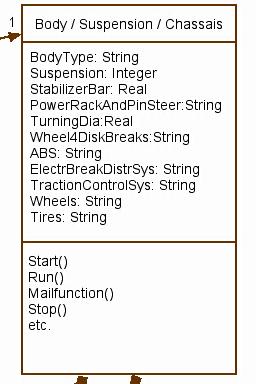 1
Body / Suspension / Chassais
BodyType: String
Suspension: Integer
StabilizerBar: Real
PowerRackAndPinSteer:String
TurningDia:Real
Wheel4DiskBreaks: String
ABS: String
ElectrBreakDistrSys: String
TractionControlSys: String
Wheels: String
Tires: String
Start()
Run()
Mailfunction()
Stop()
etc.